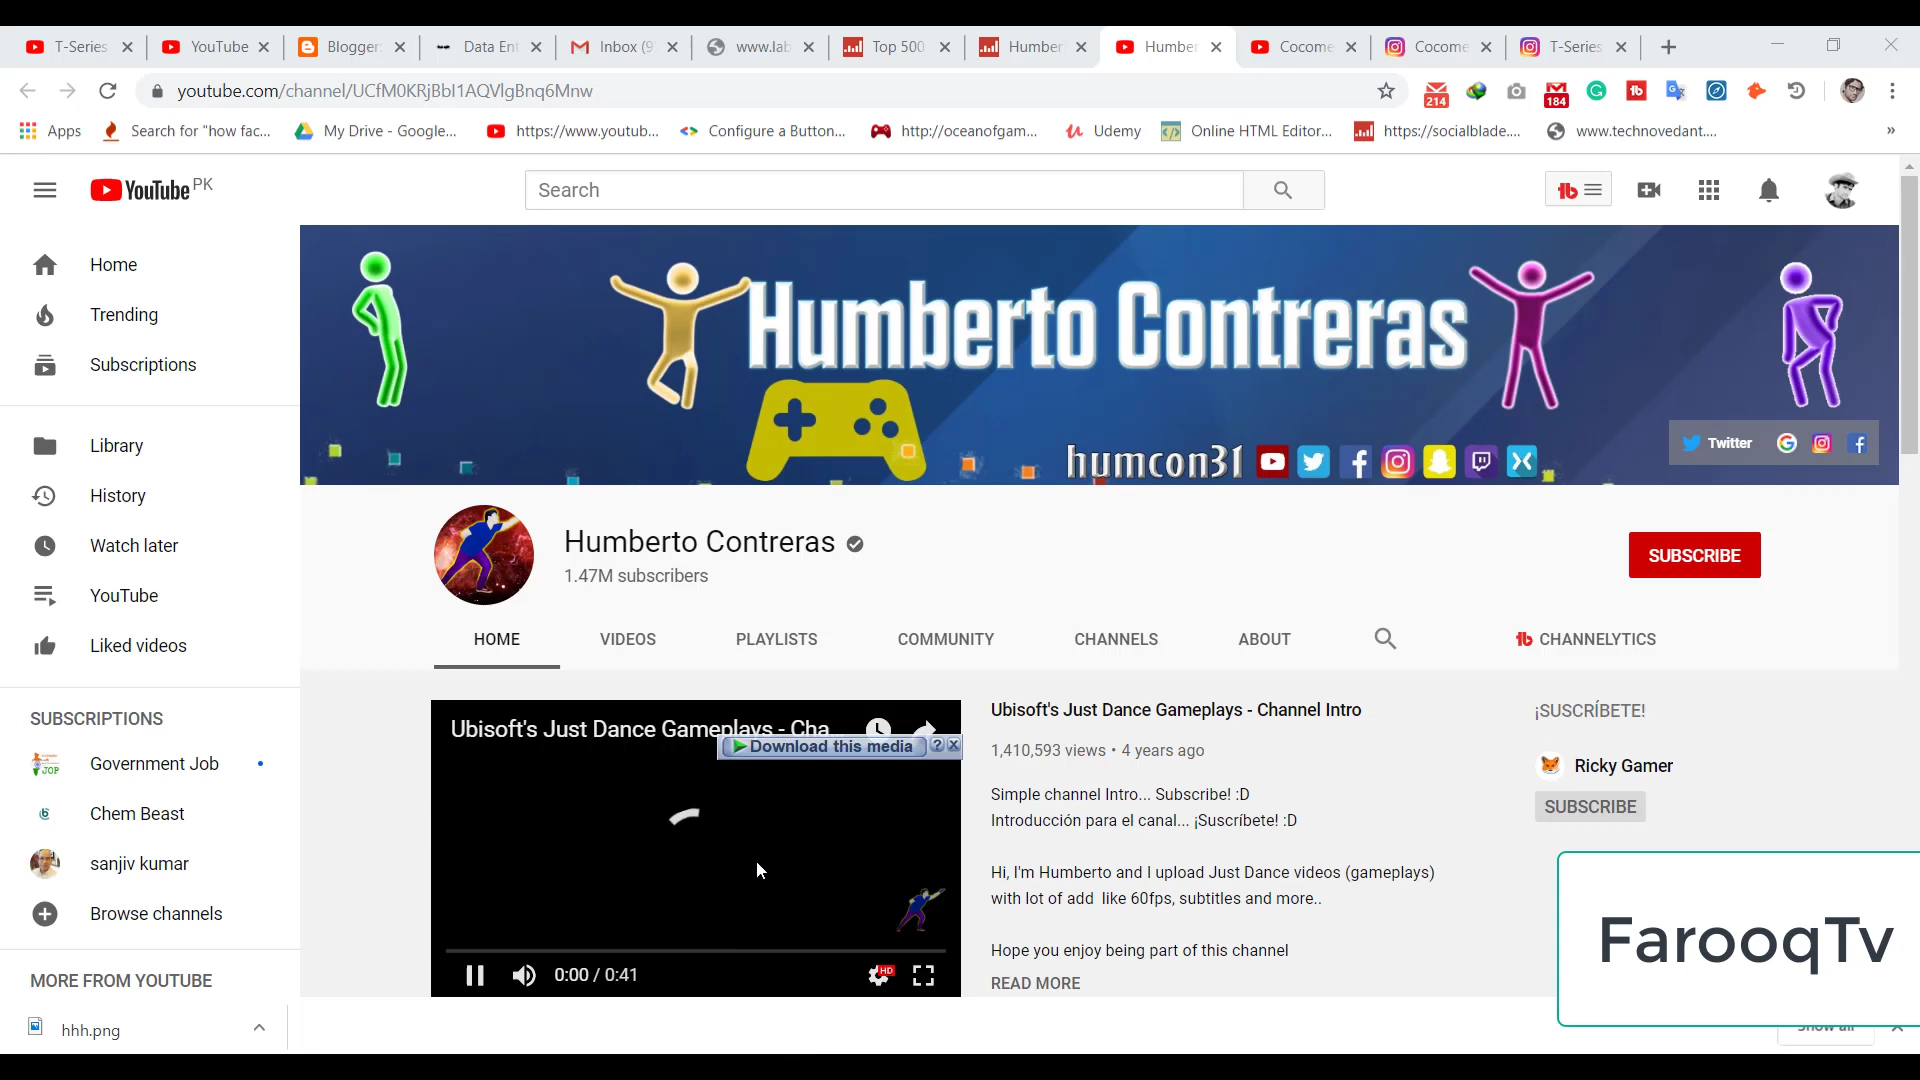 T-Series
YouTube
Blogger:
Data Ent
Inbox (9
www.lab
Top 500
Humber
Humber
Cocome
Cocome
T-Series
youtube.com/channel/UCfM0KRjBbI1AQVlgBnq6Mnw
214
184
Apps
Search for "how fac...
My Drive - Google...
https://www.youtub...
Configure a Button...
http://oceanofgam...
Udemy
Online HTML Editor...
https://socialblade....
www.technovedant....
YouTube PK
Search
Home
Trending
Subscriptions
Library
History
Watch later
YouTube
Liked videos
SUBSCRIPTIONS
Government Job
Chem Beast
sanjiv kumar
Browse channels
MORE FROM YOUTUBE
Humberto Contreras
humcon31
Twitter
Humberto Contreras
1.47M subscribers
SUBSCRIBE
HOME
VIDEOS
PLAYLISTS
COMMUNITY
CHANNELS
ABOUT
CHANNELYTICS
Ubisoft's Just Dance Gameplays - Cha
Download this media
0:00 / 0:41
HD
Ubisoft's Just Dance Gameplays - Channel Intro
1,410,593 views • 4 years ago
Simple channel Intro... Subscribe! :D
Introducción para el canal... ¡Suscríbete! :D
Hi, I'm Humberto and I upload Just Dance videos (gameplays)
with lot of add like 60fps, subtitles and more..
Hope you enjoy being part of this channel
READ MORE
¡SUSCRÍBETE!
Ricky Gamer
SUBSCRIBE
FarooqTv
hhh.png
Show all